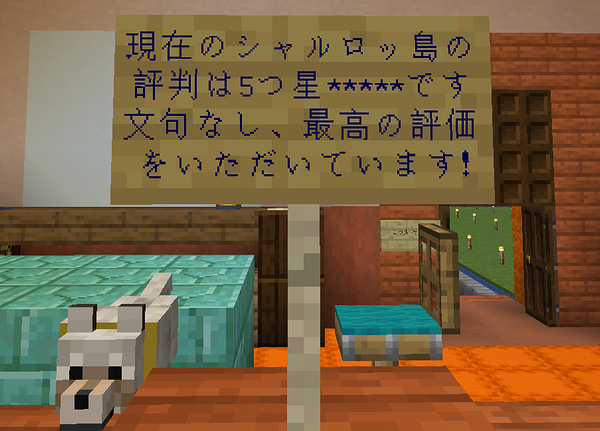 現在のシャルロッ島の
評判は5つ星*****です
文句なし、最高の評価
をいただいています!